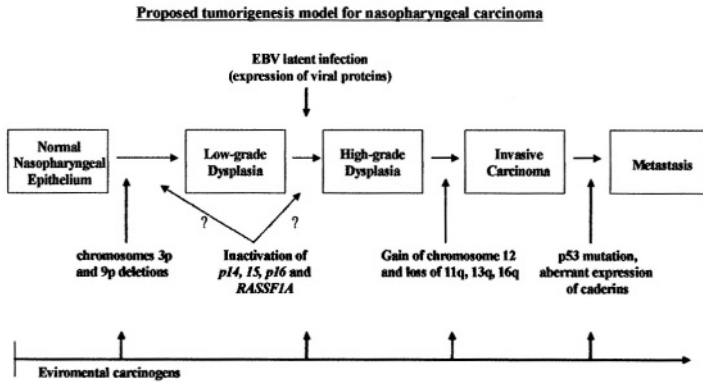 Proposed tumorigenesis model for nasopharyngeal carcinoma
EBV latent infection
(expression of viral proteins)
Normal
Nasopharyngeal
Epithelium
Low-grade
Dysplasia
High-grade
Dysplasia
Invasive
Carcinoma
Metastasis
?
?
chromosomes 3p
and 9p deletions
Inactivation of
p14, 15, p16 and
RASSF1A
Gain of chromosome 12
and loss of 11q, 13q, 16q
p53 mutation,
aberrant expression
of caderins
Eviromental carcinogens